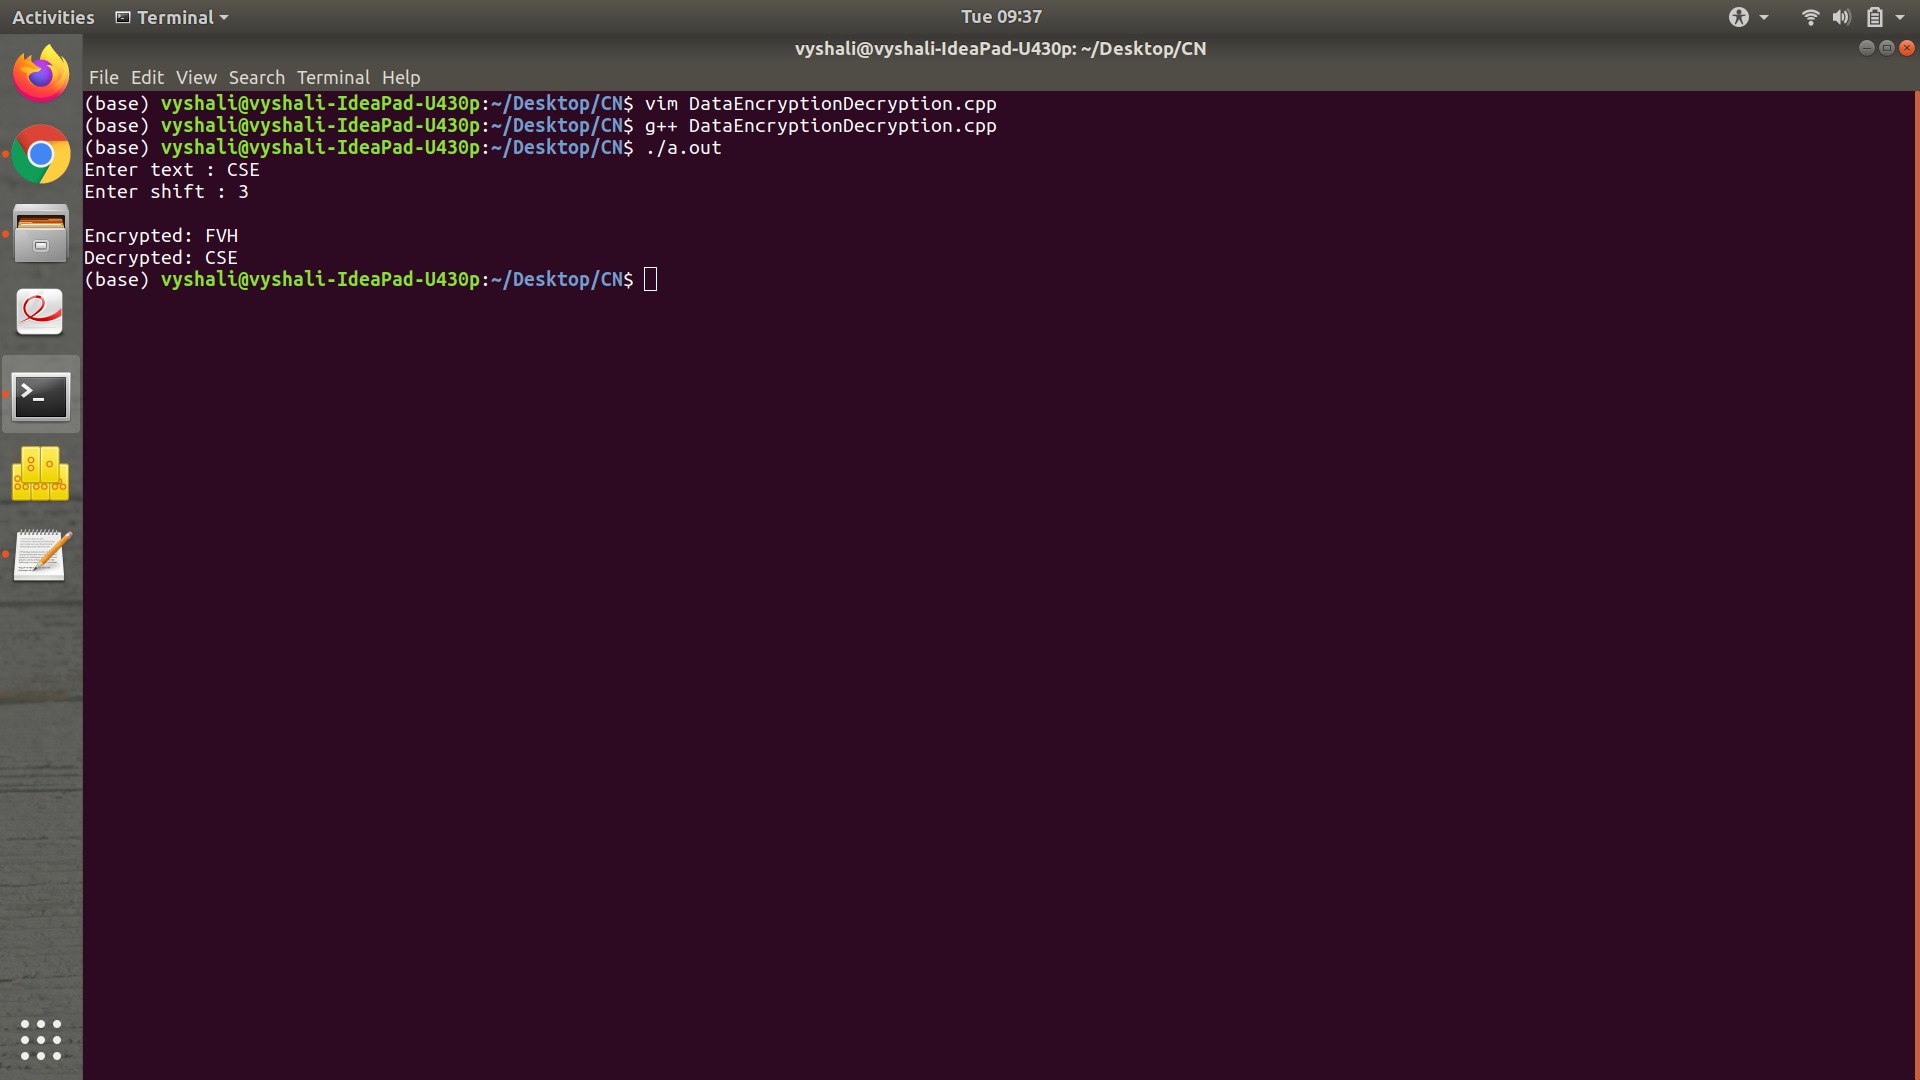 Activities Terminal Tue 09:37
vyshali@vyshali-IdeaPad-U430p: ~/Desktop/CN
File Edit View Search Terminal Help
(base) vyshali@vyshali-IdeaPad-U430p:~/Desktop/CN$ vim DataEncryptionDecryption.cpp
(base) vyshali@vyshali-IdeaPad-U430p:~/Desktop/CN$ g++ DataEncryptionDecryption.cpp
(base) vyshali@vyshali-IdeaPad-U430p:~/Desktop/CN$ ./a.out
Enter text : CSE
Enter shift : 3
Encrypted: FVH
Decrypted: CSE
(base) vyshali@vyshali-IdeaPad-U430p:~/Desktop/CN$